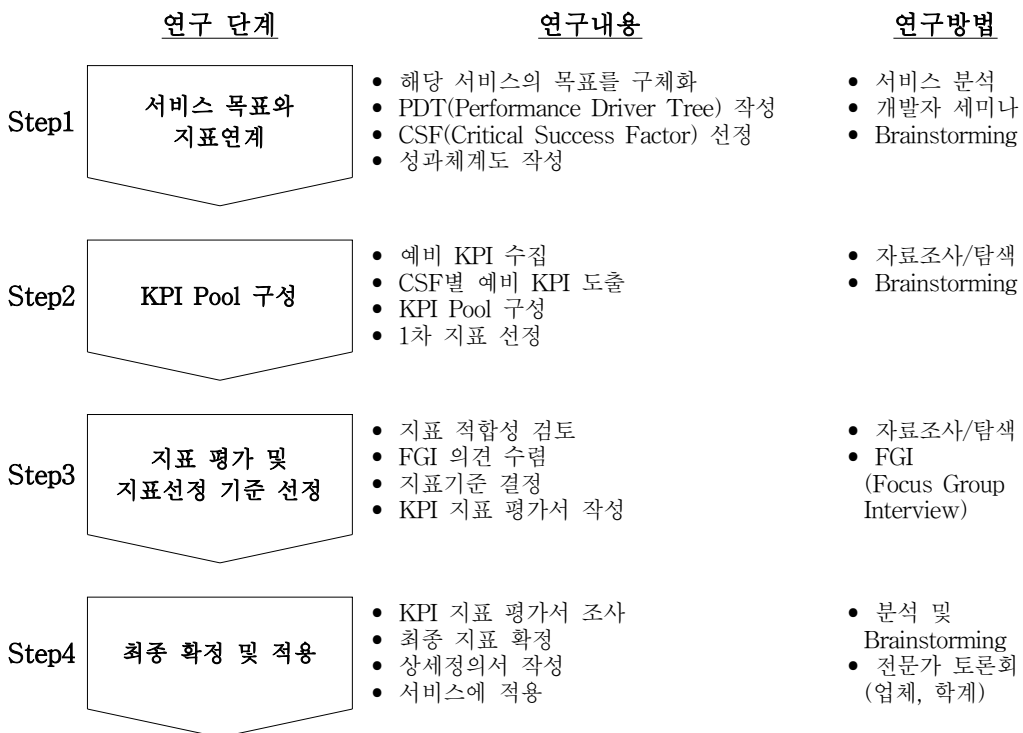 연구 단계 연구내용 연구방법
Step1
서비스 목표와
지표연계
• 해당 서비스의 목표를 구체화
• PDT(Performance Driver Tree) 작성
• CSF(Critical Success Factor) 선정
• 성과체계도 작성
• 서비스 분석
• 개발자 세미나
• Brainstorming
Step2
KPI Pool 구성
• 예비 KPI 수집
• CSF별 예비 KPI 도출
• KPI Pool 구성
• 1차 지표 선정
• 자료조사/탐색
• Brainstorming
Step3
지표 평가 및
지표선정 기준 선정
• 지표 적합성 검토
• FGI 의견 수렴
• 지표기준 결정
• KPI 지표 평가서 작성
• 자료조사/탐색
• FGI
(Focus Group
Interview)
Step4
최종 확정 및 적용
• KPI 지표 평가서 조사
• 최종 지표 확정
• 상세정의서 작성
• 서비스에 적용
• 분석 및
Brainstorming
• 전문가 토론회
(업체, 학계)